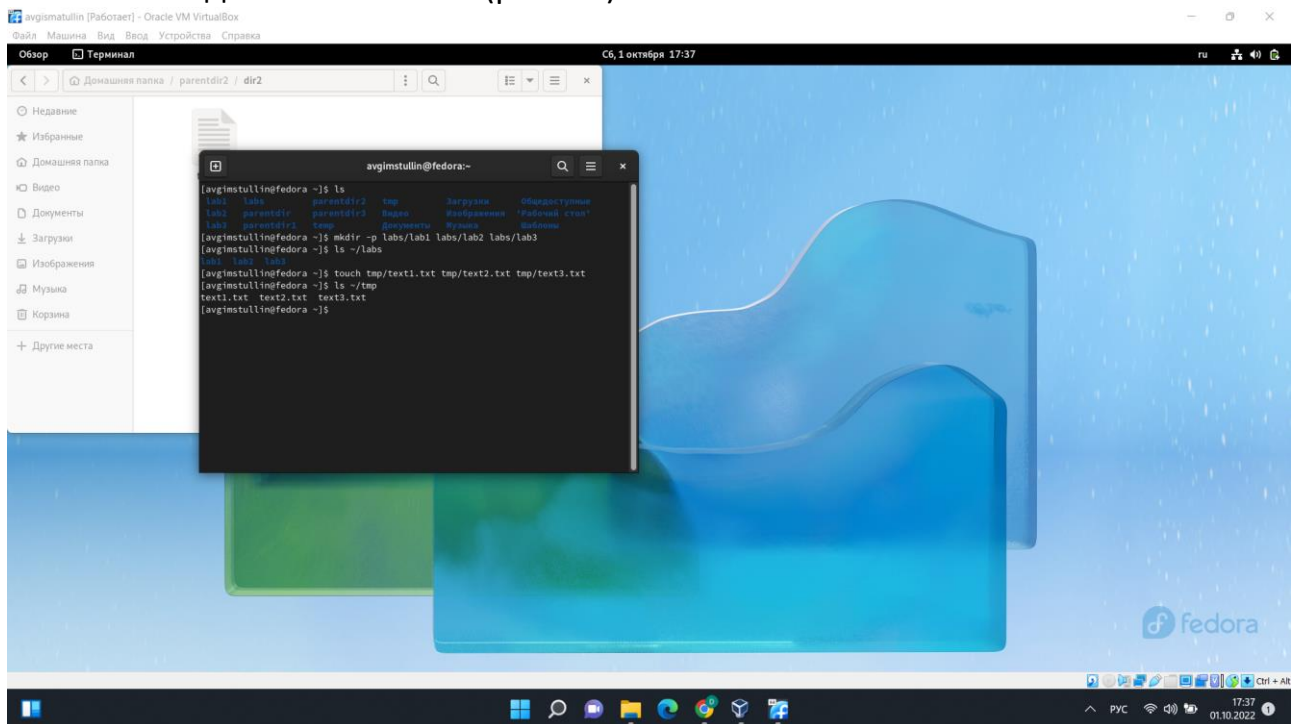 avgismatullin [Работает] - Oracle VM VirtualBox
Файл Машина Вид Ввод Устройства Справка
Обзор Терминал Сб, 1 октября 17:37 ru
Домашняя папка / parentdir2 / dir2
Недавние
Избранные
Домашняя папка
Видео
Документы
Загрузки
Изображения
Музыка
Корзина
+ Другие места
avgimstullin@fedora:~
[avgimstullin@fedora ~]$ ls
lab1 labs parentdir2 tmp Загрузки Общедоступные
lab2 parentdir parentdir3 Видео Изображения 'Рабочий стол'
lab3 parentdir1 temp Документы Музыка Шаблоны
[avgimstullin@fedora ~]$ mkdir -p labs/lab1 labs/lab2 labs/lab3
[avgimstullin@fedora ~]$ ls ~/labs
lab1 lab2 lab3
[avgimstullin@fedora ~]$ touch tmp/text1.txt tmp/text2.txt tmp/text3.txt
[avgimstullin@fedora ~]$ ls ~/tmp
text1.txt text2.txt text3.txt
[avgimstullin@fedora ~]$
fedora
Ctrl + Alt
РУС 17:37
01.10.2022 1